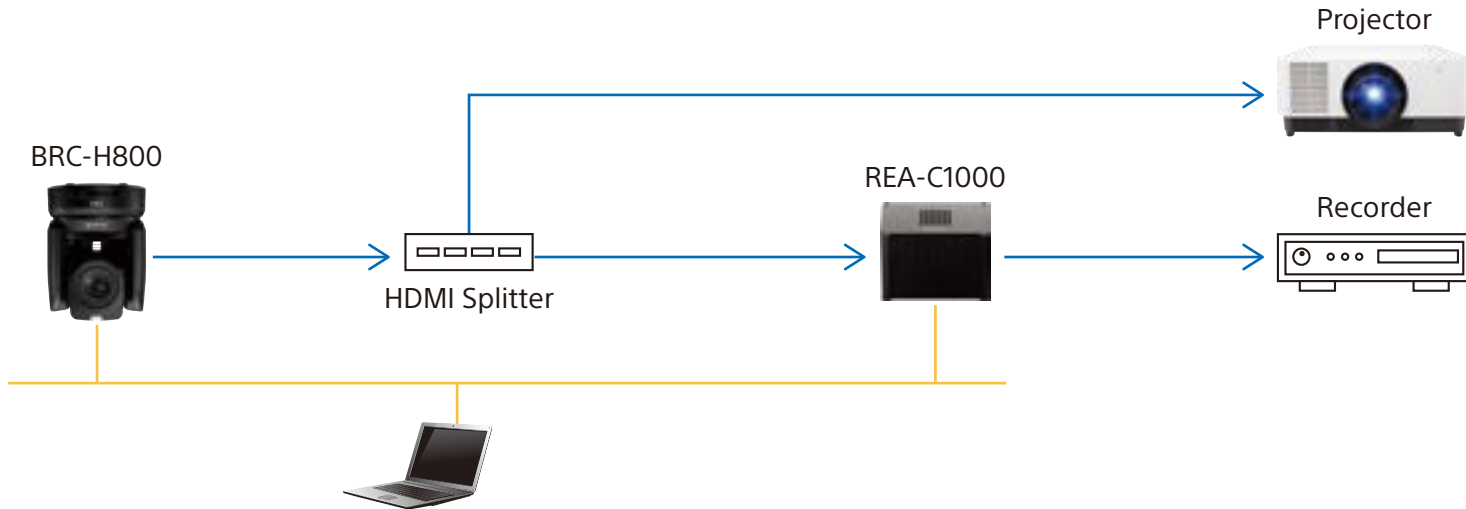 Projector
BRC-H800
REA-C1000
Recorder
HDMI Splitter